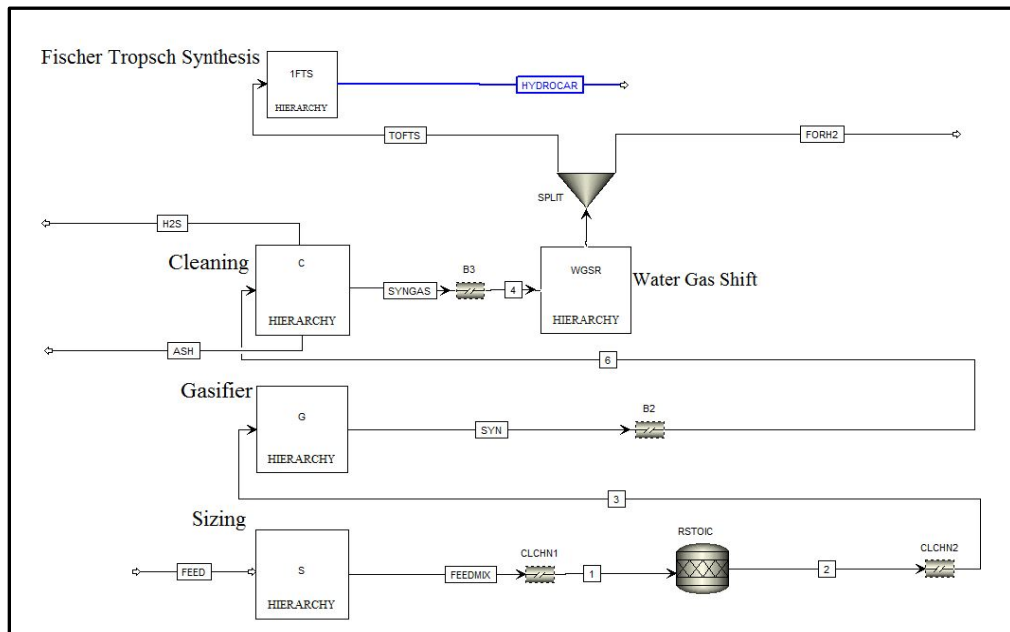 Fischer Tropsch Synthesis
1FTS
HIERARCHY
HYDROCAR
TOFTS
FORH2
SPLIT
H2S
Cleaning
C
HIERARCHY
SYNGAS
B3
4
WGSR
HIERARCHY
Water Gas Shift
ASH
6
Gasifier
G
HIERARCHY
SYN
B2
3
Sizing
FEED
S
HIERARCHY
FEEDMIX
CLCHN1
1
RSTOIC
2
CLCHN2